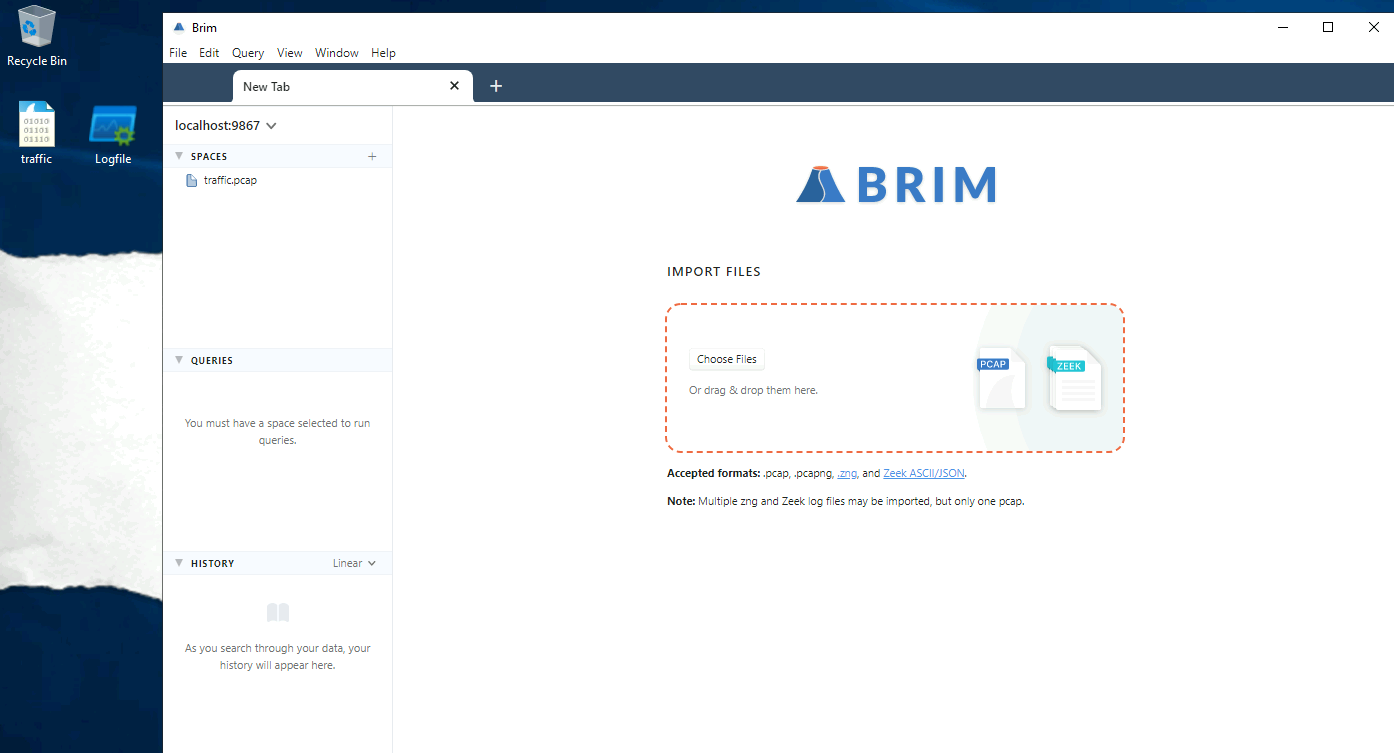 Recycle Bin
01010
01101
01110
traffic
Logfile
Brim
File Edit Query View Window Help
New Tab
localhost:9867
SPACES
traffic.pcap
QUERIES
You must have a space selected to run
queries.
HISTORY Linear
As you search through your data, your
history will appear here.
BRIM
IMPORT FILES
Choose Files
Or drag & drop them here.
PCAP
ZEEK
Accepted formats: .pcap, .pcapng, .zng, and Zeek ASCII/JSON.
Note: Multiple zng and Zeek log files may be imported, but only one pcap.